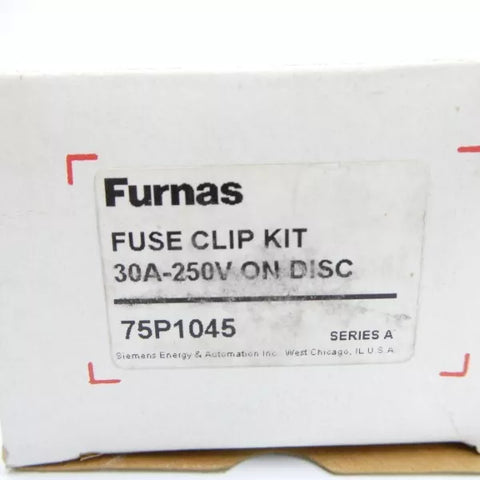 Furnas
FUSE CLIP KIT
30A-250V ON DISC
75P1045
SERIES A
Siemens Energy & Automation Inc. West Chicago, IL U.S.A.